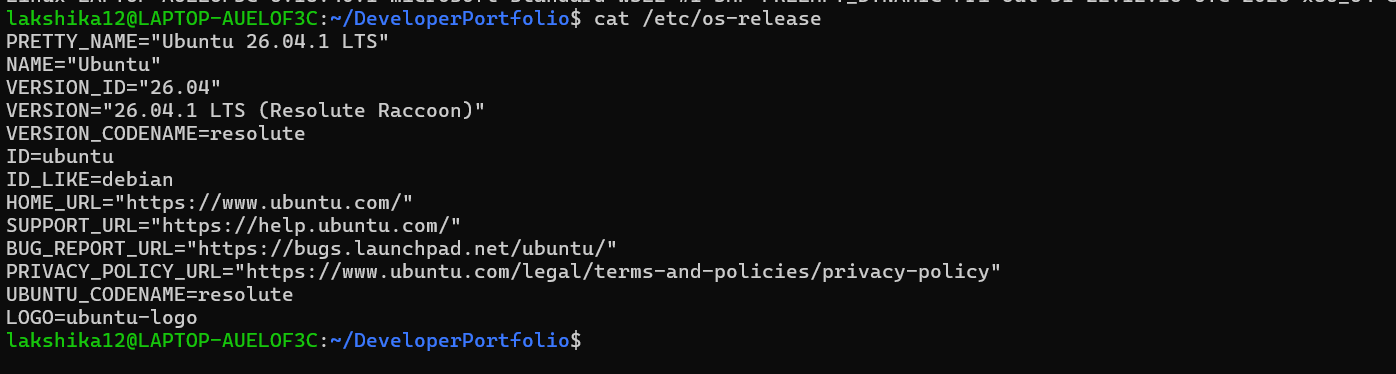 lakshika12@LAPTOP-AUELOF3C:~/DeveloperPortfolio$ cat /etc/os-release
PRETTY_NAME="Ubuntu 26.04.1 LTS"
NAME="Ubuntu"
VERSION_ID="26.04"
VERSION="26.04.1 LTS (Resolute Raccoon)"
VERSION_CODENAME=resolute
ID=ubuntu
ID_LIKE=debian
HOME_URL="https://www.ubuntu.com/"
SUPPORT_URL="https://help.ubuntu.com/"
BUG_REPORT_URL="https://bugs.launchpad.net/ubuntu/"
PRIVACY_POLICY_URL="https://www.ubuntu.com/legal/terms-and-policies/privacy-policy"
UBUNTU_CODENAME=resolute
LOGO=ubuntu-logo
lakshika12@LAPTOP-AUELOF3C:~/DeveloperPortfolio$